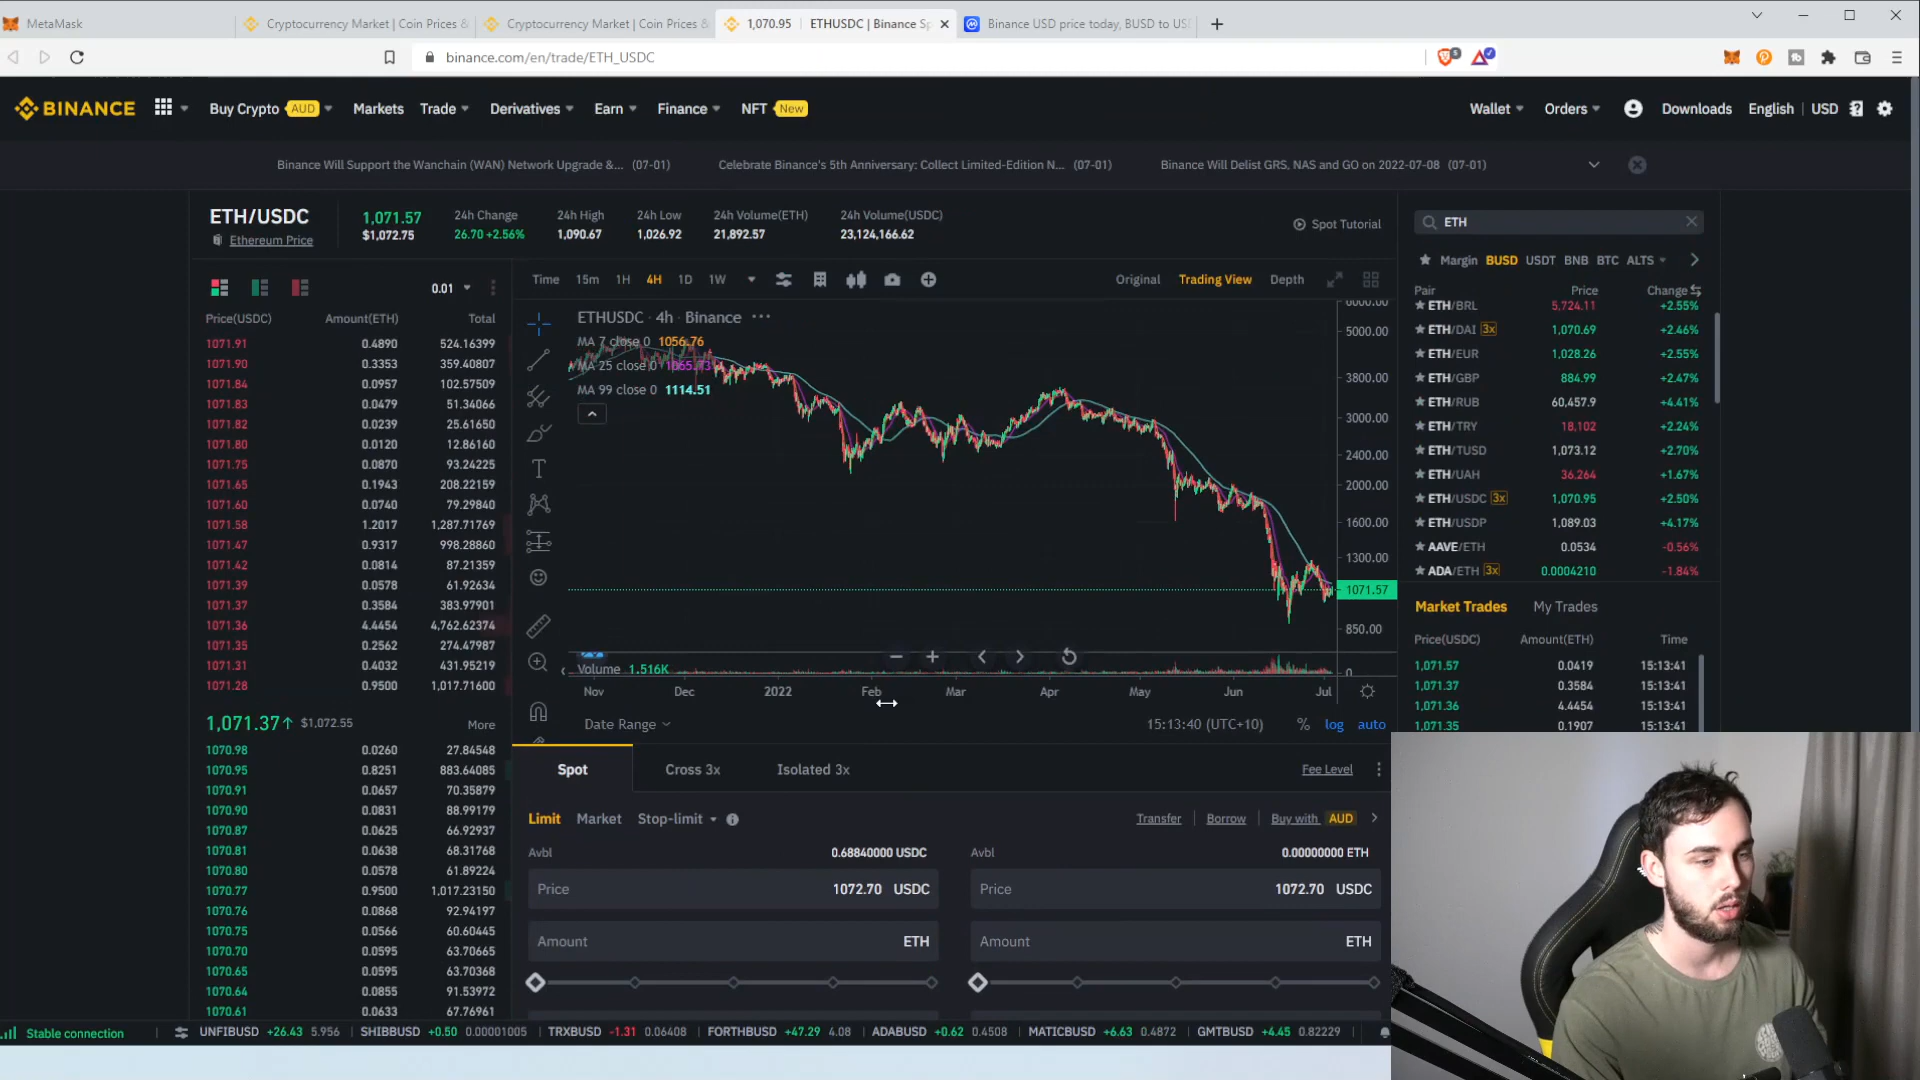 MetaMask
Cryptocurrency Market | Coin Prices &
Cryptocurrency Market | Coin Prices &
1,070.95 ETHUSDC | Binance Sp
Binance USD price today, BUSD to US
binance.com/en/trade/ETH_USDC
BINANCE
Buy Crypto AUD Markets Trade Derivatives Earn Finance NFT New
Wallet Orders Downloads English | USD
Binance Will Support the Wanchain (WAN) Network Upgrade &... (07-01)
Celebrate Binance's 5th Anniversary: Collect Limited-Edition N... (07-01)
Binance Will Delist GRS, NAS and GO on 2022-07-08 (07-01)
ETH/USDC
Ethereum Price
1,071.57
$1,072.75
24h Change
26.70 +2.56%
24h High
1,090.67
24h Low
1,026.92
24h Volume(ETH)
21,892.57
24h Volume(USDC)
23,124,166.62
Spot Tutorial
0.01
Price(USDC) Amount(ETH) Total
1071.91 0.4890 524.16399
1071.90 0.3353 359.40807
1071.84 0.0957 102.57509
1071.83 0.0479 51.34066
1071.82 0.0239 25.61650
1071.80 0.0120 12.86160
1071.75 0.0870 93.24225
1071.65 0.1943 208.22159
1071.60 0.0740 79.29840
1071.58 1.2017 1,287.71769
1071.47 0.9317 998.28860
1071.42 0.0814 87.21359
1071.39 0.0578 61.92634
1071.37 0.3584 383.97901
1071.36 4.4454 4,762.62374
1071.35 0.2562 274.47987
1071.31 0.4032 431.95219
1071.28 0.9500 1,017.71600
1,071.37↑ $1,072.55 More
1070.98 0.0260 27.84548
1070.95 0.8251 883.64085
1070.91 0.0657 70.35879
1070.90 0.0831 88.99179
1070.87 0.0625 66.92937
1070.81 0.0638 68.31768
1070.80 0.0578 61.89224
1070.77 0.9500 1,017.23150
1070.76 0.0868 92.94197
1070.75 0.0566 60.60445
1070.70 0.0595 63.70665
1070.65 0.0595 63.70368
1070.64 0.0855 91.53972
1070.61 0.0633 67.76961
Time 15m 1H 4H 1D 1W
Original Trading View Depth
ETHUSDC · 4h · Binance
MA 7 close 0 1056.76
MA 25 close 0
MA 99 close 0 1114.51
6000.00
5000.00
3800.00
3000.00
2400.00
2000.00
1600.00
1300.00
1071.57
850.00
0
Volume 1.516K
Nov Dec 2022 Feb Mar Apr May Jun Jul
Date Range
15:13:40 (UTC+10) % log auto
Spot Cross 3x Isolated 3x Fee Level
Limit Market Stop-limit
Transfer | Borrow | Buy with AUD
Avbl 0.68840000 USDC
Price 1072.70 USDC
Amount ETH
Avbl 0.00000000 ETH
Price 1072.70 USDC
Amount ETH
ETH
Margin BUSD USDT BNB BTC ALTS
Pair Price Change
ETH/BRL 5,724.11 +2.55%
ETH/DAI 3x 1,070.69 +2.46%
ETH/EUR 1,028.26 +2.55%
ETH/GBP 884.99 +2.47%
ETH/RUB 60,457.9 +4.41%
ETH/TRY 18,102 +2.24%
ETH/TUSD 1,073.12 +2.70%
ETH/UAH 36.264 +1.67%
ETH/USDC 3x 1,070.95 +2.50%
ETH/USDP 1,089.03 +4.17%
AAVE/ETH 0.0534 -0.56%
ADA/ETH 3x 0.0004210 -1.84%
Market Trades My Trades
Price(USDC) Amount(ETH) Time
1,071.57 0.0419 15:13:41
1,071.37 0.3584 15:13:41
1,071.36 4.4454 15:13:41
1,071.35 0.1907 15:13:41
Stable connection
UNFIBUSD +26.43 5.956 SHIBBUSD +0.50 0.00001005 TRXBUSD -1.31 0.06408 FORTHBUSD +47.29 4.08 ADABUSD +0.62 0.4508 MATICBUSD +6.63 0.4872 GMTBUSD +4.45 0.82229